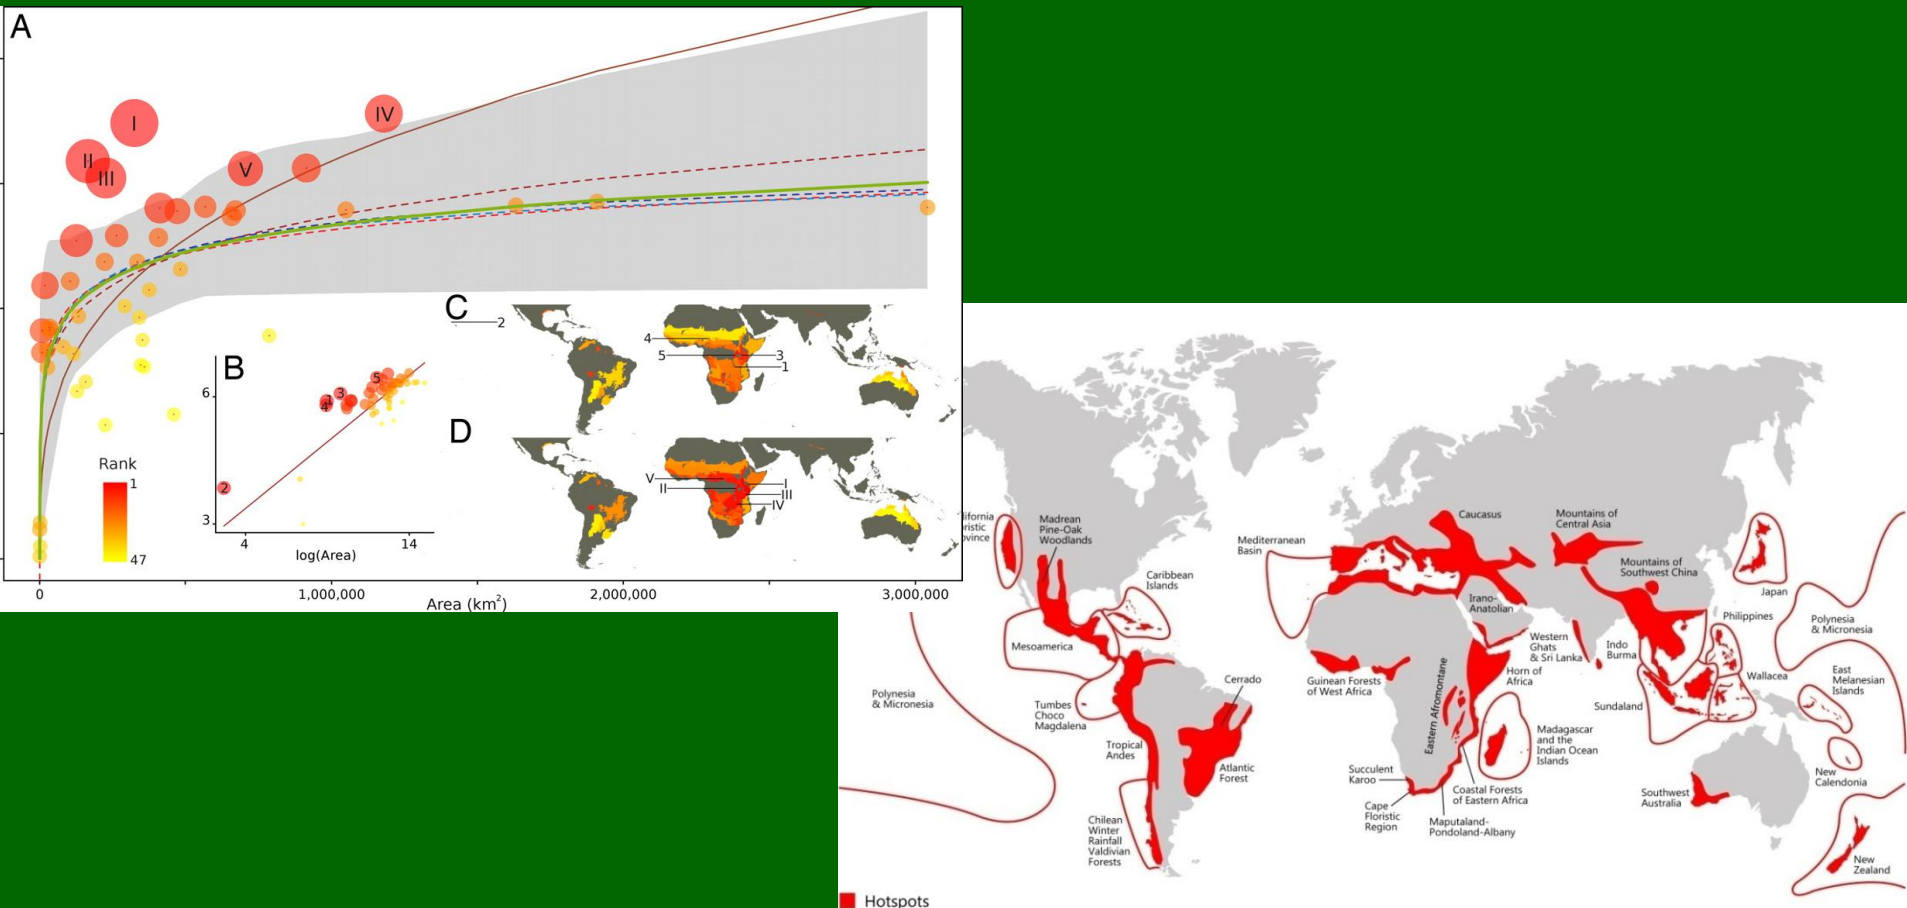 A
I
II
III
IV
V
C
2
4
5
3
1
B
6
3
5
3
1
4
2
4
14
log(Area)
D
V
II
I
III
IV
Rank
1
47
0
1,000,000
2,000,000
3,000,000
Area (km²)
lifornia
ristic
ovince
Madrean
Pine-Oak
Woodlands
Caribbean
Islands
Mesoamerica
Polynesia
& Micronesia
Tumbes
Choco
Magdalena
Tropical
Andes
Cerrado
Atlantic
Forest
Chilean
Winter
Rainfall
Valdivian
Forests
Mediterranean
Basin
Caucasus
Mountains of
Central Asia
Mountains of
Southwest China
Irano-
Anatolian
Japan
Philippines
Polynesia
& Micronesia
Western
Ghats
& Sri Lanka
Indo
Burma
Guinean Forests
of West Africa
Horn of
Africa
Eastern Afromontane
Wallacea
East
Melanesian
Islands
Sundaland
Madagascar
and the
Indian Ocean
Islands
Succulent
Karoo
Cape
Floristic
Region
Coastal Forests
of Eastern Africa
Maputaland-
Pondoland-Albany
Southwest
Australia
New
Calendonia
New
Zealand
Hotspots